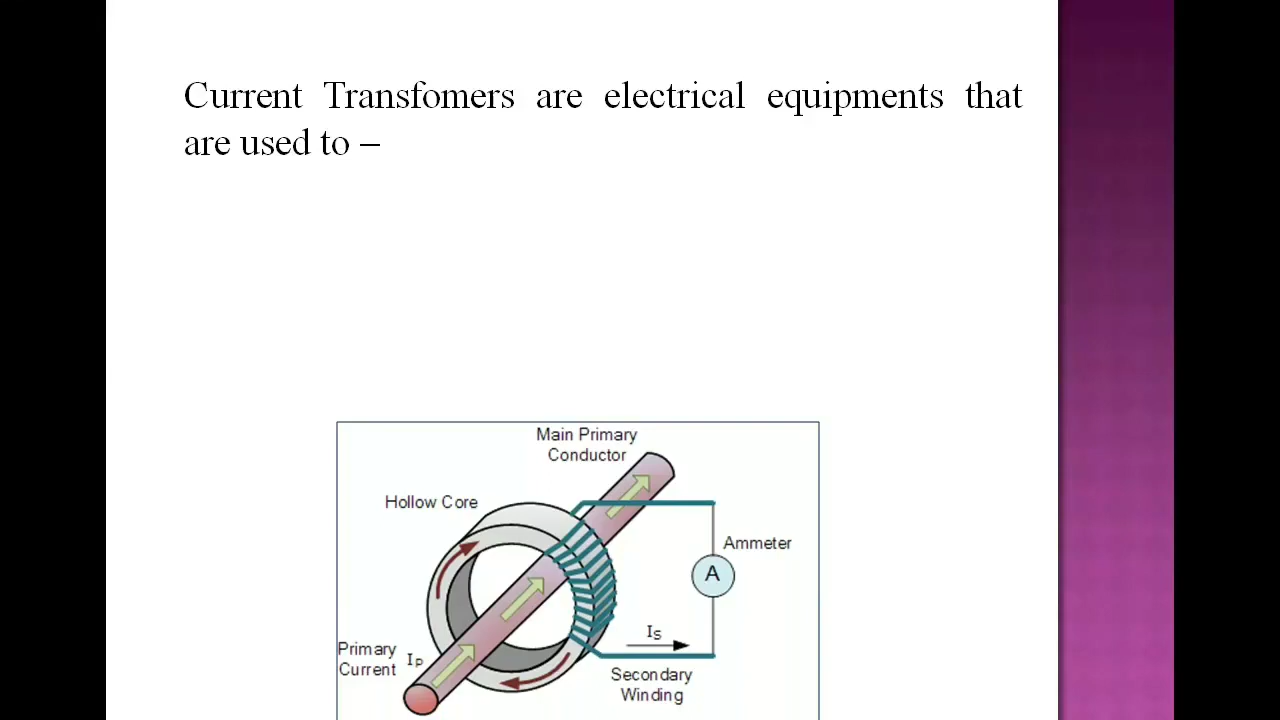 Current Transfomers are electrical equipments that
are used to –
Main Primary
Conductor
Hollow Core
Ammeter
A
Primary
Current
Iₚ
Iₛ
Secondary
Winding